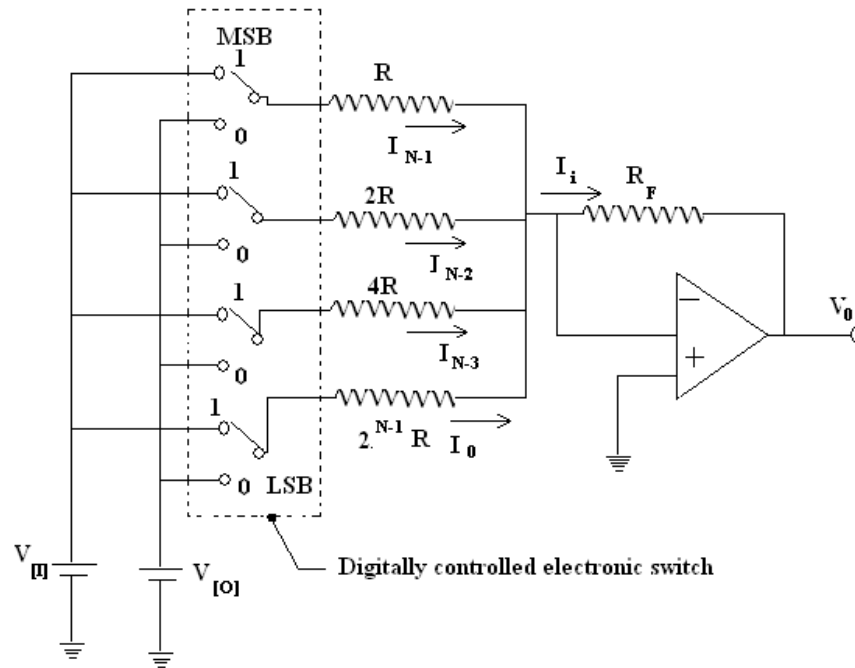 MSB
1
R
I N-1
0
1
2R
I N-2
0
1
4R
I N-3
0
1
2. N-1 R
I 0
0 LSB
I i
R F
−
+
V 0
V [I]
V [O]
Digitally controlled electronic switch